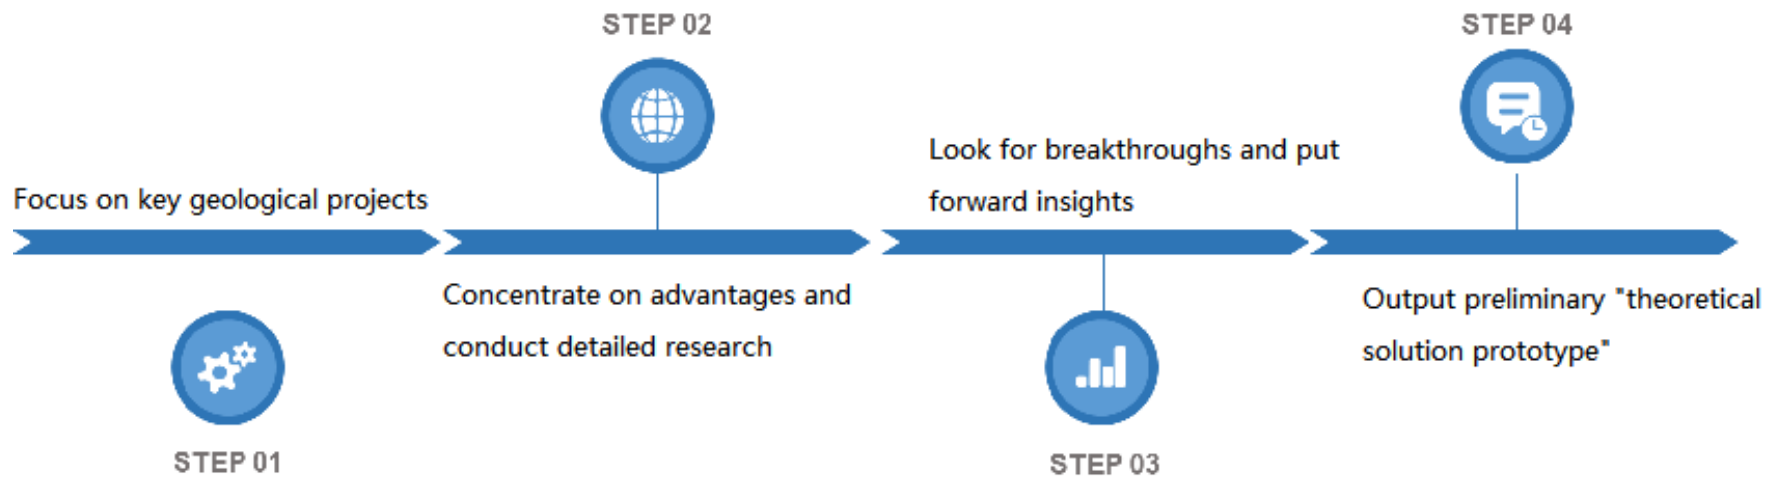 STEP 02
STEP 04
Look for breakthroughs and put
forward insights
Focus on key geological projects
Concentrate on advantages and
conduct detailed research
Output preliminary "theoretical
solution prototype"
STEP 01
STEP 03